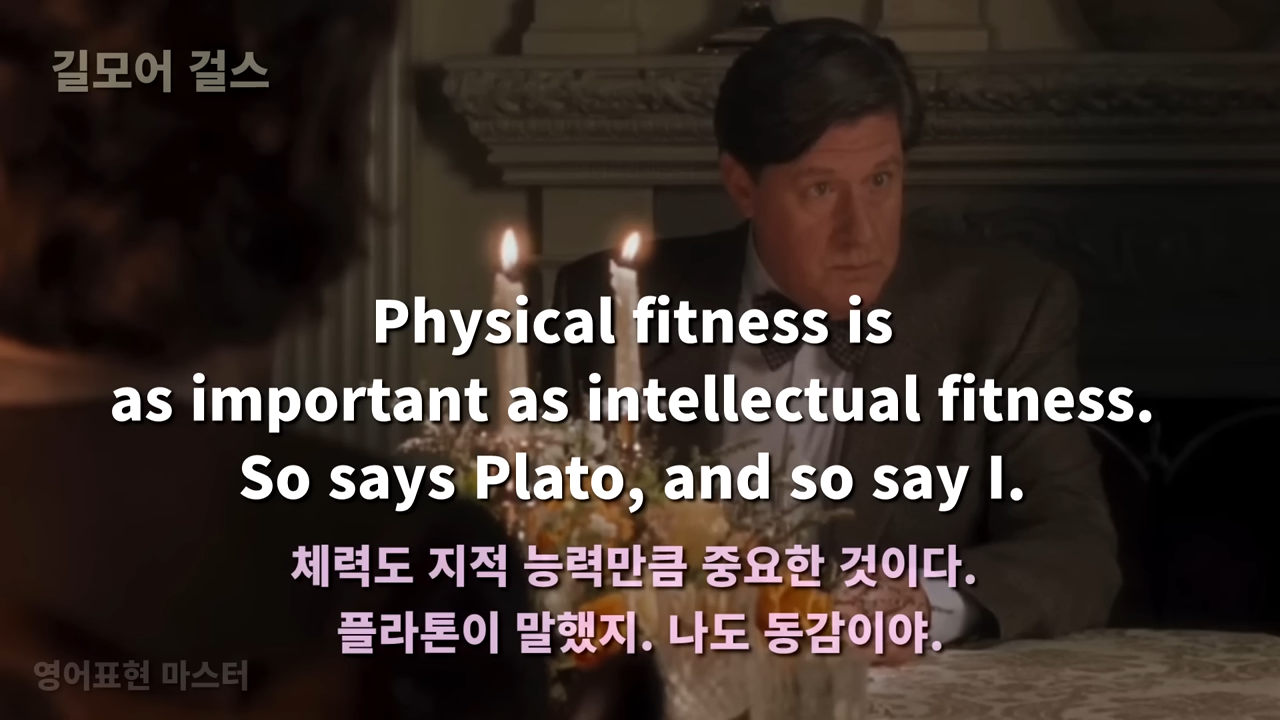 길모어 걸스
Physical fitness is
as important as intellectual fitness.
So says Plato, and so say I.
체력도 지적 능력만큼 중요한 것이다.
플라톤이 말했지. 나도 동감이야.
영어표현 마스터